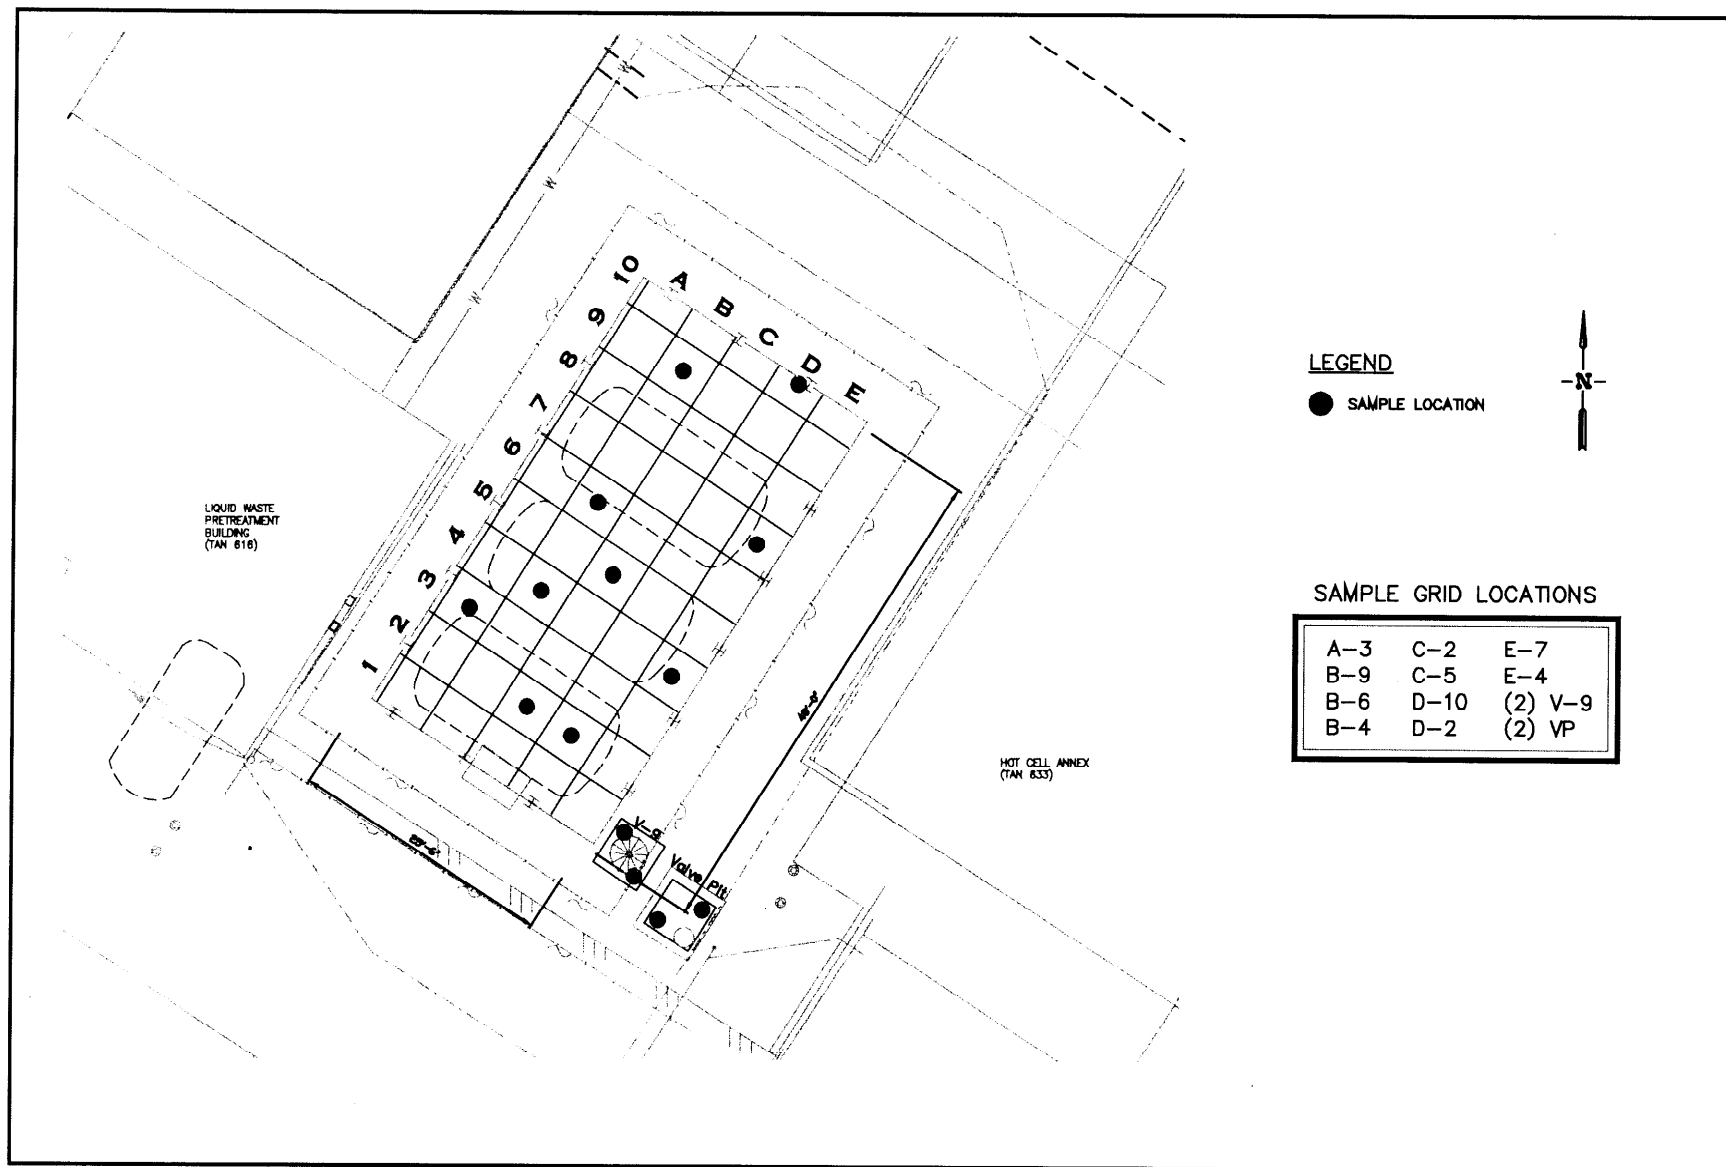 W
W
W
10 A B C D E
9
8
7
6
5
4
3
2
1
LIQUID WASTE
PRETREATMENT
BUILDING
(TAN 616)
V-9
Valve Pit
HOT CELL ANNEX
(TAN 633)
LEGEND
SAMPLE LOCATION
-N-
SAMPLE GRID LOCATIONS
A-3 C-2 E-7
B-9 C-5 E-4
B-6 D-10 (2) V-9
B-4 D-2 (2) VP